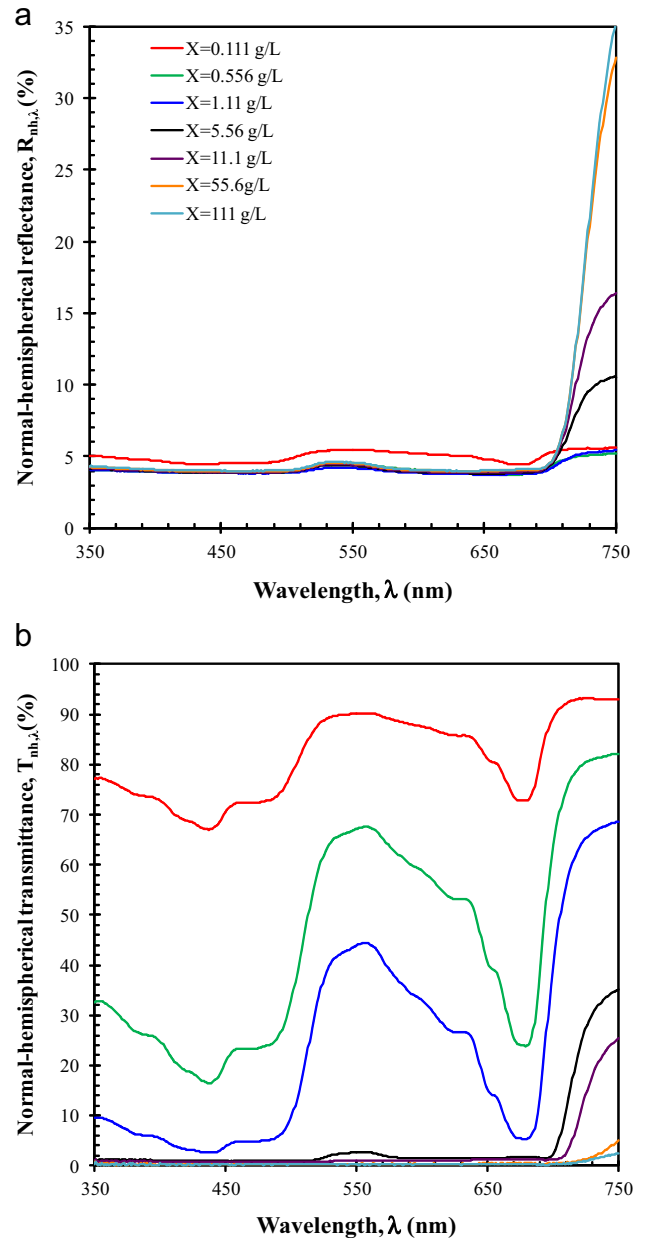 a
35
30
25
20
15
10
5
0
Normal-hemispherical reflectance, Rnh,λ (%)
X=0.111 g/L
X=0.556 g/L
X=1.11 g/L
X=5.56 g/L
X=11.1 g/L
X=55.6g/L
X=111 g/L
350 450 550 650 750
Wavelength, λ (nm)
b
100
90
80
70
60
50
40
30
20
10
0
Normal-hemispherical transmittance, Tnh,λ (%)
350 450 550 650 750
Wavelength, λ (nm)